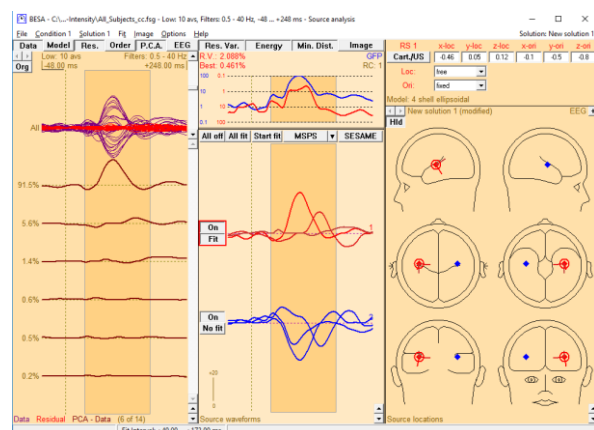 BESA - C:\...-Intensity\All_Subjects_cc.fsg - Low: 10 avs, Filters: 0.5 - 40 Hz, -48 ... +248 ms - Source analysis
File Condition 1 Solution 1 Fit Image Options Help Solution: New solution 1
Data Model Res. Order P.C.A. EEG Res. Var. Energy Min. Dist. Image RS 1 x-loc y-loc z-loc x-ori y-ori z-ori
Org Low: 10 avs Filters: 0.5 - 40 Hz
-48.00 ms +248.00 ms
R.V.: 2.088% GFP
Best: 0.461% RC: 1
Cart./US -0.46 0.05 0.12 -0.1 -0.5 -0.8
Loc: free
Ori: fixed
Model: 4 shell ellipsoidal
100 0.1
10
10
0.1 100
New solution 1 (modified) EEG
Hld
All off All fit Start fit MSPS SESAME
All
91.5%
5.6%
1.4%
0.6%
0.5%
0.2%
On
Fit
1
On
No fit
2
+20
0
Data Residual PCA - Data (6 of 14) Source waveforms Source locations